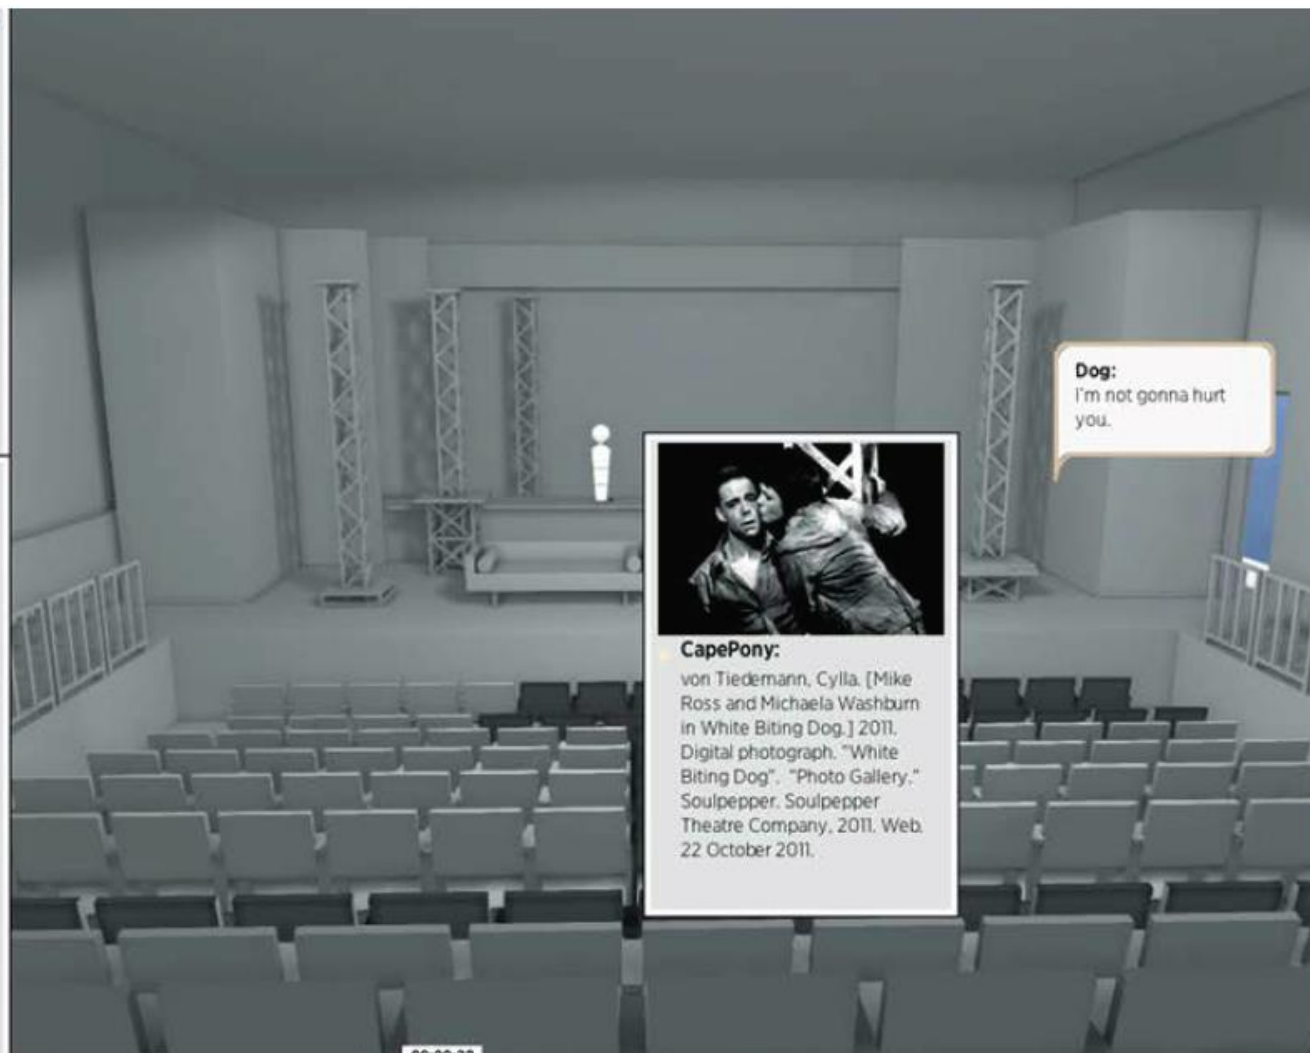 Dog:
I'm not gonna hurt
you.
CapePony:
von Tiedemann, Cylla. [Mike
Ross and Michaela Washburn
in White Biting Dog.] 2011.
Digital photograph. "White
Biting Dog". "Photo Gallery."
Soulpepper. Soulpepper
Theatre Company, 2011. Web.
22 October 2011.